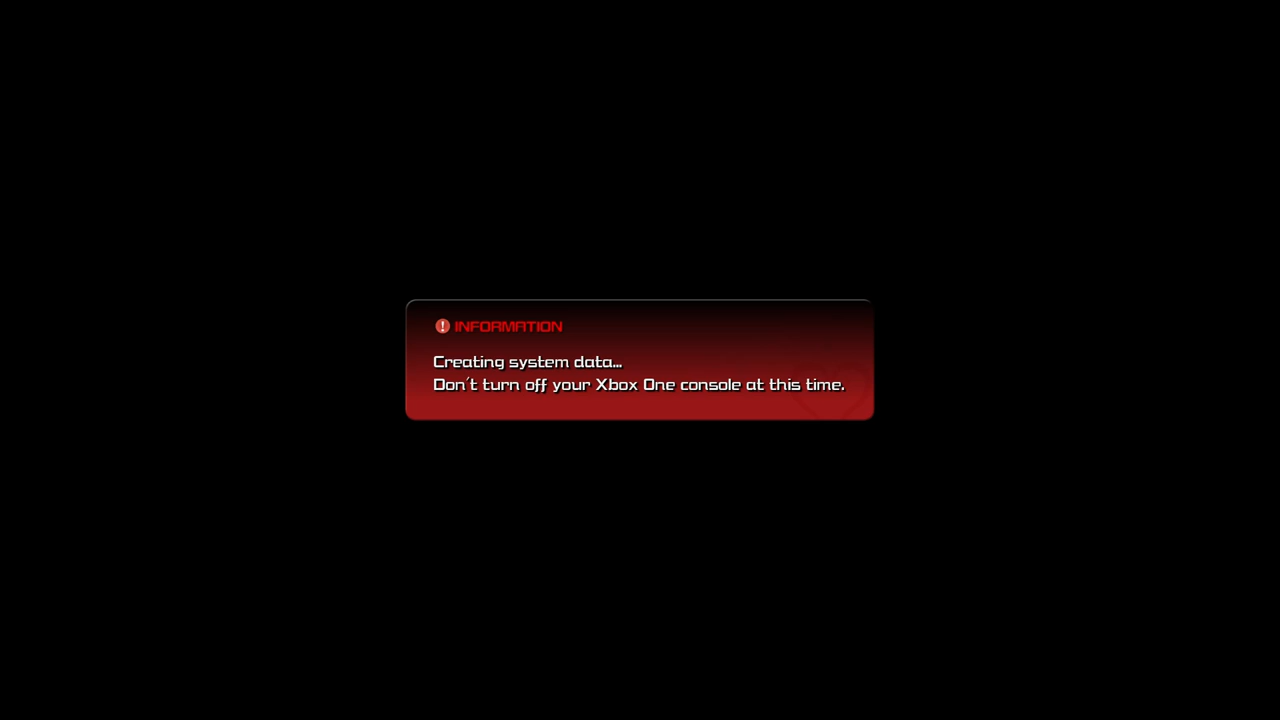 INFORMATION
Creating system data...
Don't turn off your Xbox One console at this time.